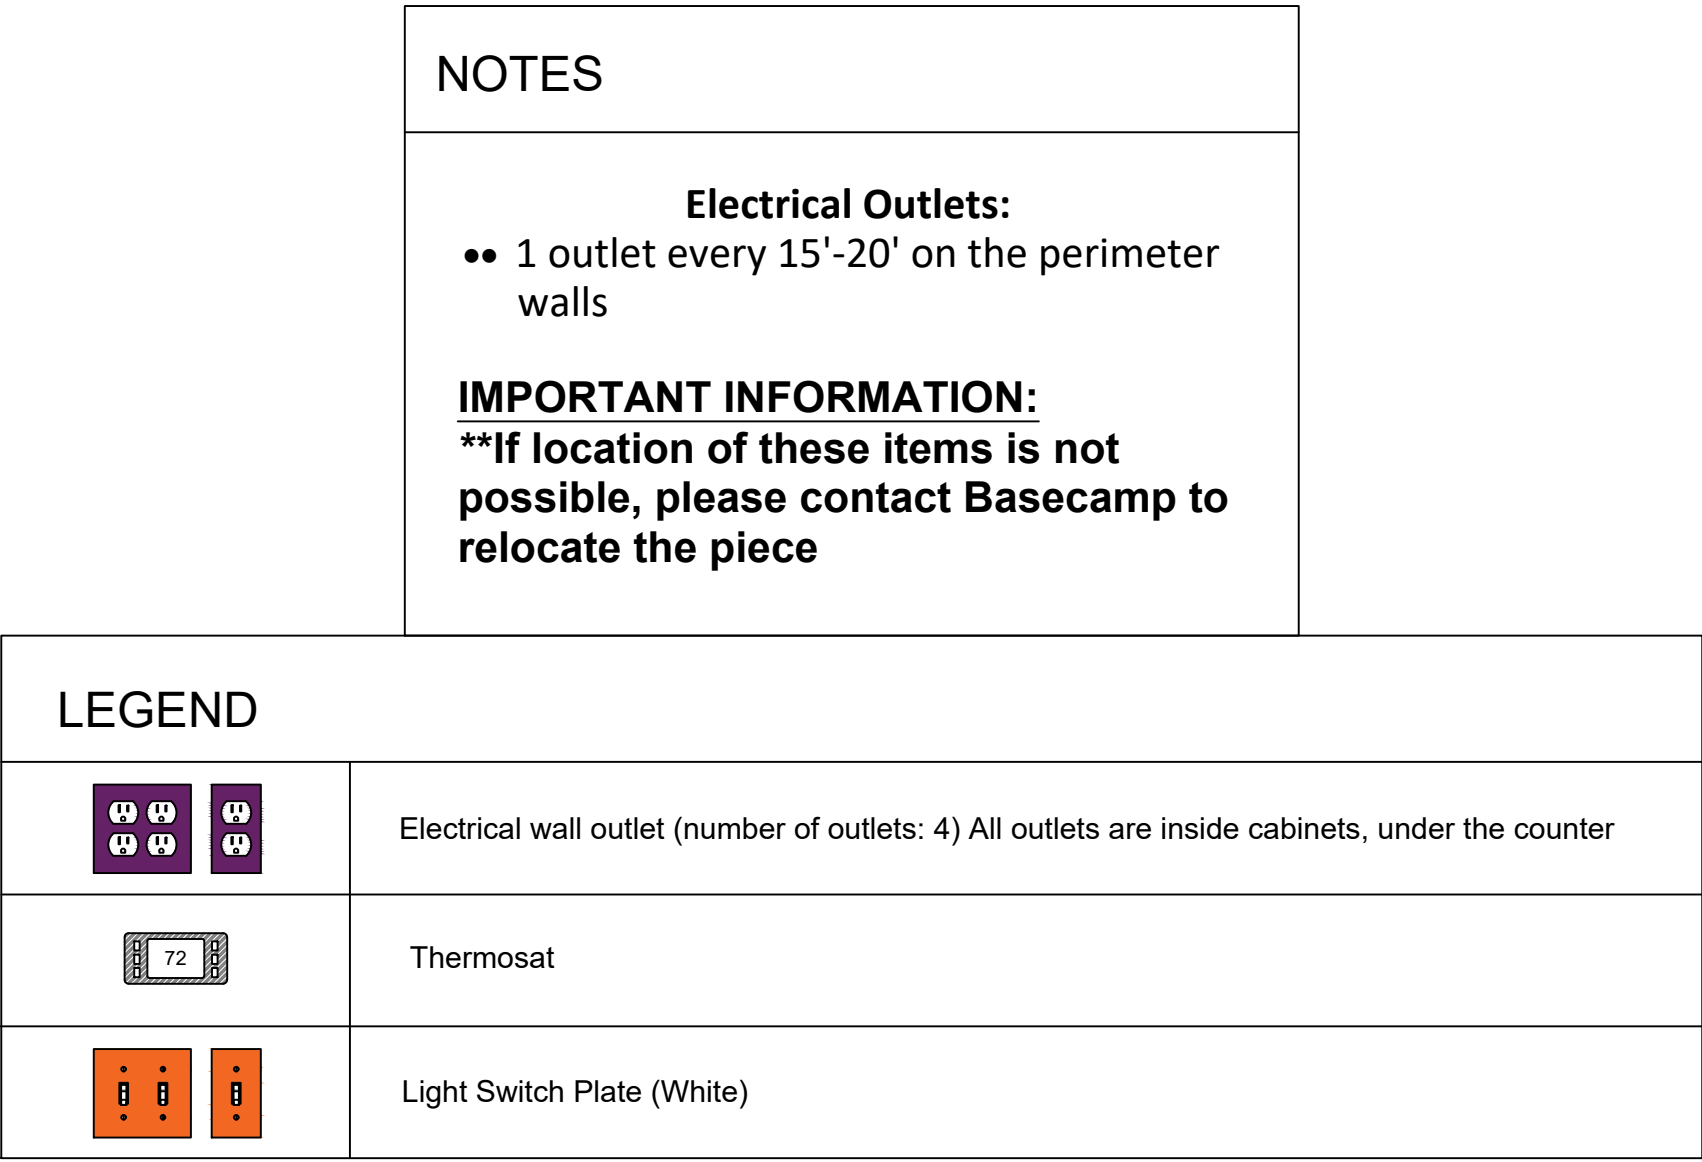 NOTES
Electrical Outlets:
•• 1 outlet every 15'-20' on the perimeter
walls
IMPORTANT INFORMATION:
**If location of these items is not
possible, please contact Basecamp to
relocate the piece
LEGEND
Electrical wall outlet (number of outlets: 4) All outlets are inside cabinets, under the counter
72
Thermosat
Light Switch Plate (White)